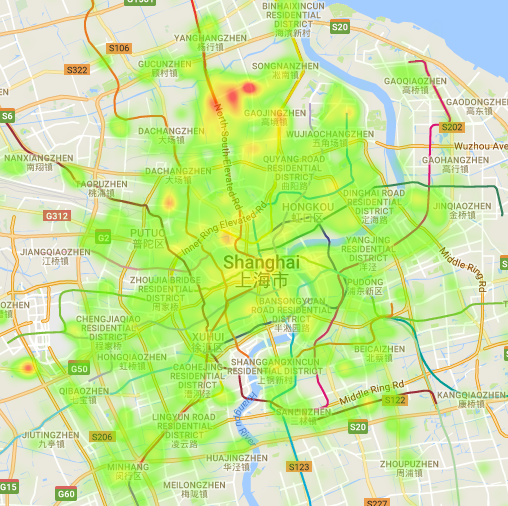 G1501
BINHAIXINCUN
RESIDENTIAL
DISTRICT
海滨新村
S20
YANGHANGZHEN
杨行镇
S106
GUCUNZHEN
顾村镇
SONGNANZHEN
淞南镇
S322
GAOQIAOZHEN
高桥镇
GAODONGZHEN
高东镇
S6
GAOJINGZHEN
高境镇
North-South Elevated Rd
DACHANGZHEN
大场镇
WUJIAOCHANGZHEN
五角场镇
S202
Wuzhou Ave
NANXIANGZHEN
南翔镇
OUYANG ROAD
RESIDENTIAL
DISTRICT
曲阳路
GAOHANGZHEN
高行镇
DACHANGZHEN
大场镇
TAOPUZHEN
桃浦镇
DINGHAI ROAD
RESIDENTIAL
DISTRICT
定海路
HONGKOU
虹口区
JINQIAOZHEN
金桥镇
G312
Inner Ring Elevated Rd
PUTUO
普陀区
G2
YANGJING
RESIDENTIAL
DISTRICT
洋泾
JIANGQIAOZHEN
江桥镇
Middle Ring Rd
Shanghai
上海市
ZHOUJIA BRIDGE
RESIDENTIAL
DISTRICT
周家桥
PUDONG
浦东新区
BANSONGYUAN
ROAD RESIDENTIAL
DISTRICT
半淞园路
CHENGJIAQIAO
RESIDENTIAL
DISTRICT
程家桥
XUHUI
徐汇区
BEICAIZHEN
北蔡镇
HONGQIAOZHEN
虹桥镇
SHANGGANGXINCUN
RESIDENTIAL
DISTRICT
上钢新村
G50
CAOHEJING
RESIDENTIAL
DISTRICT
漕河泾
QIBAOZHEN
七宝镇
Middle Ring Rd
S122
KANGQIAOZHEN
康桥镇
Huangpu River
SANLINZHEN
三林镇
LINGYUN ROAD
RESIDENTIAL
DISTRICT
凌云路
S20
JIUTINGZHEN
九亭镇
S206
HUAJINGZHEN
华泾镇
ZHOUPUZHEN
周浦镇
MINHANG
闵行区
S123
MEILONGZHEN
梅陇镇
G15
G60
S227